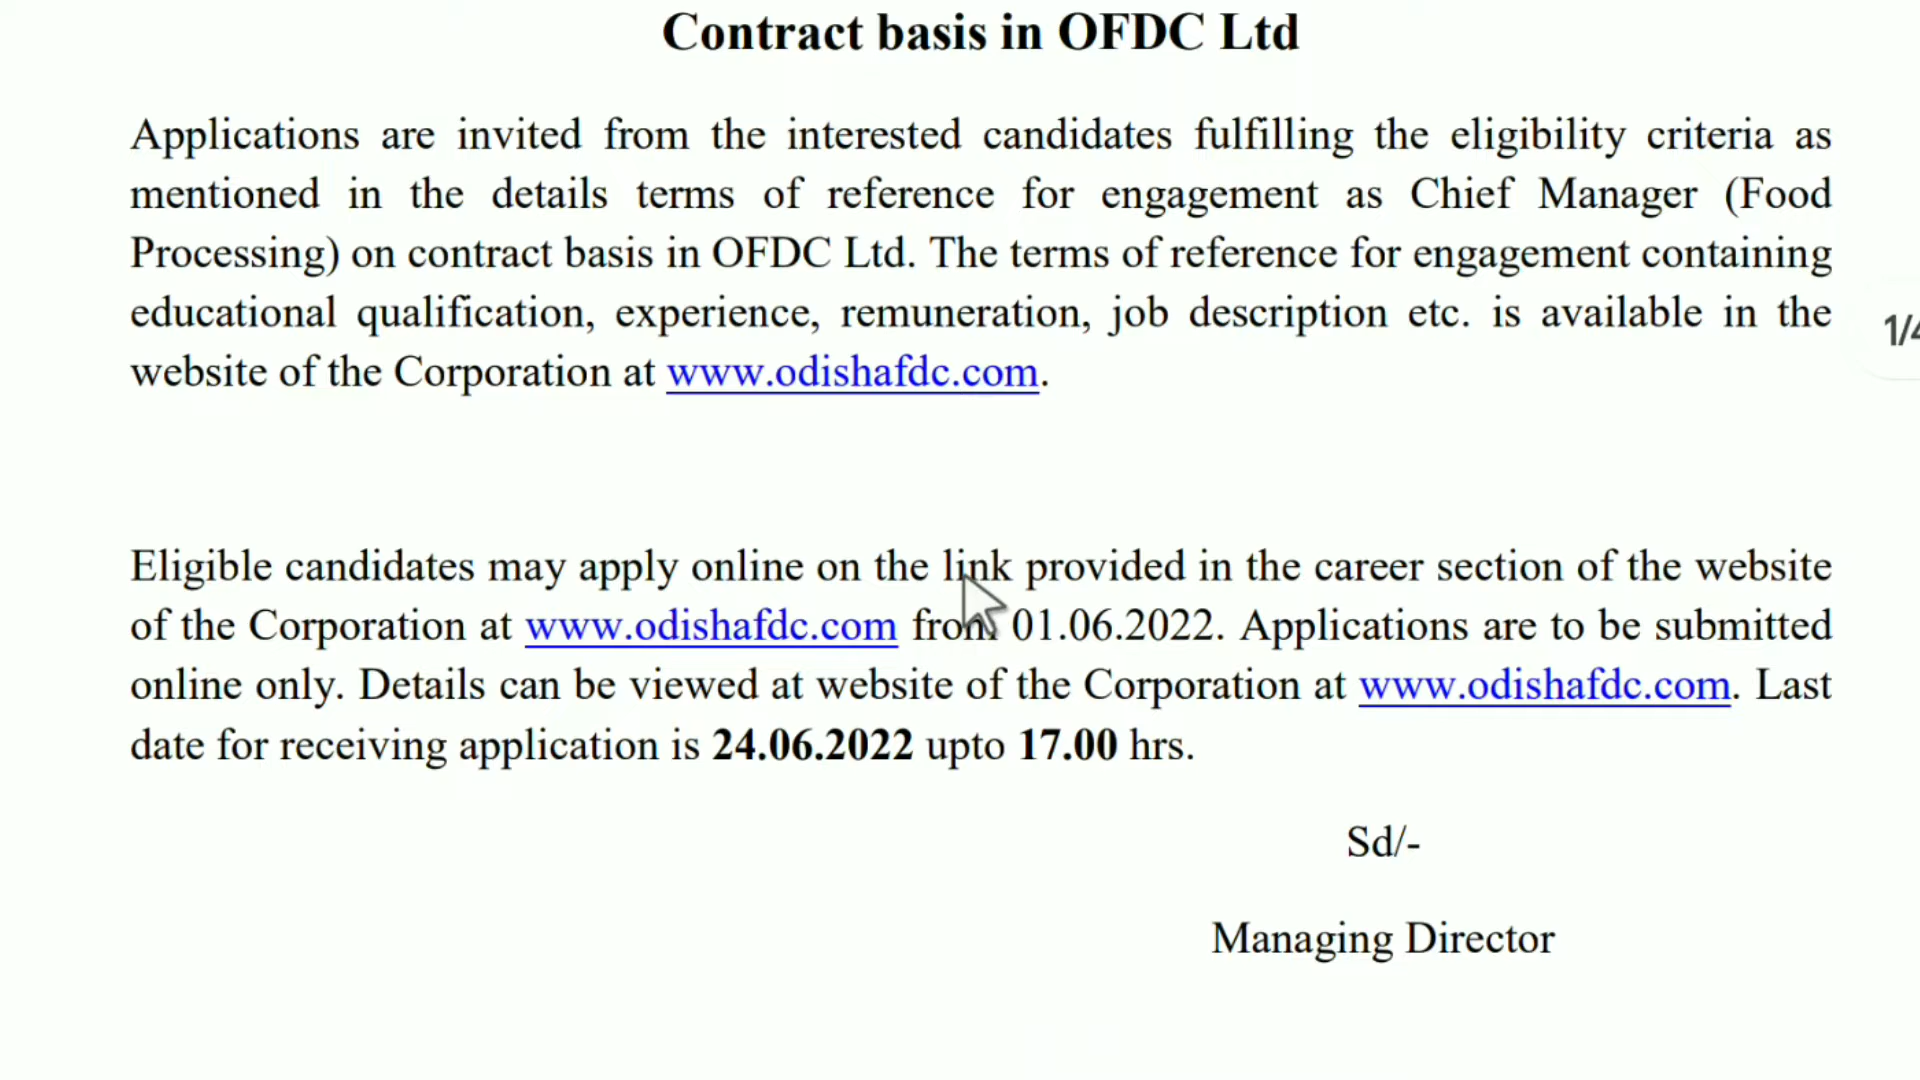 Contract basis in OFDC Ltd
Applications are invited from the interested candidates fulfilling the eligibility criteria as
mentioned in the details terms of reference for engagement as Chief Manager (Food
Processing) on contract basis in OFDC Ltd. The terms of reference for engagement containing
educational qualification, experience, remuneration, job description etc. is available in the
website of the Corporation at www.odishafdc.com.
1/4
Eligible candidates may apply online on the link provided in the career section of the website
of the Corporation at www.odishafdc.com from 01.06.2022. Applications are to be submitted
online only. Details can be viewed at website of the Corporation at www.odishafdc.com. Last
date for receiving application is 24.06.2022 upto 17.00 hrs.
Sd/-
Managing Director